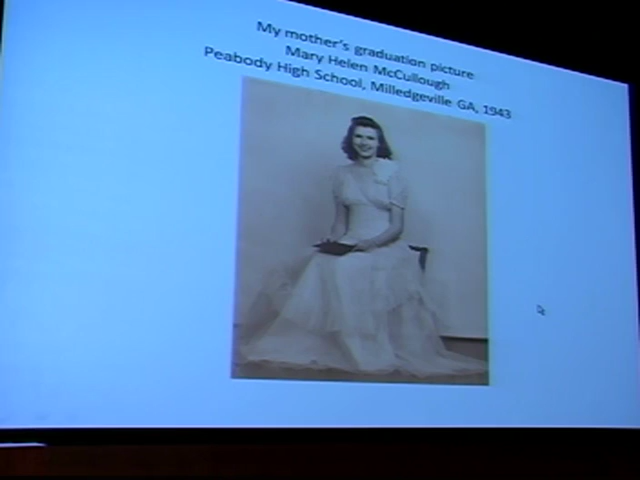 My mother's graduation picture
Mary Helen McCullough
Peabody High School, Milledgeville GA, 1943